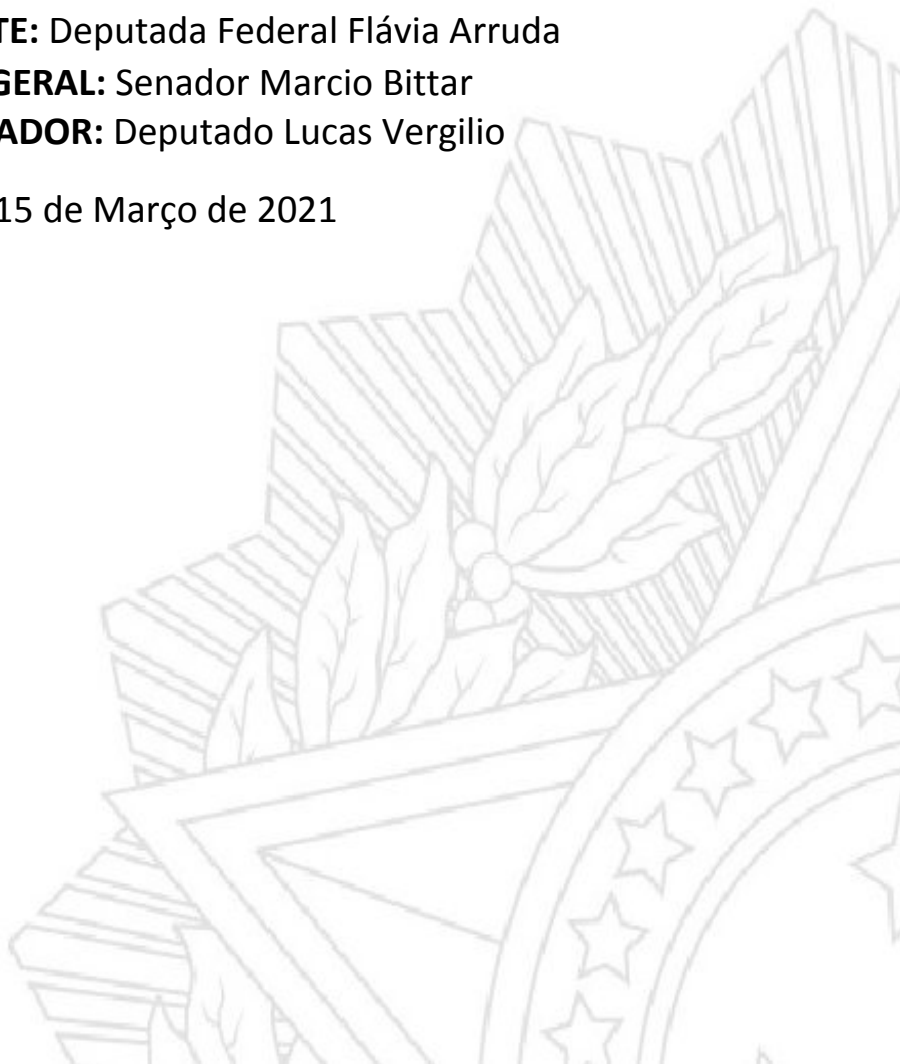 TE: Deputada Federal Flávia Arruda
GERAL: Senador Marcio Bittar
ADOR: Deputado Lucas Vergilio
15 de Março de 2021